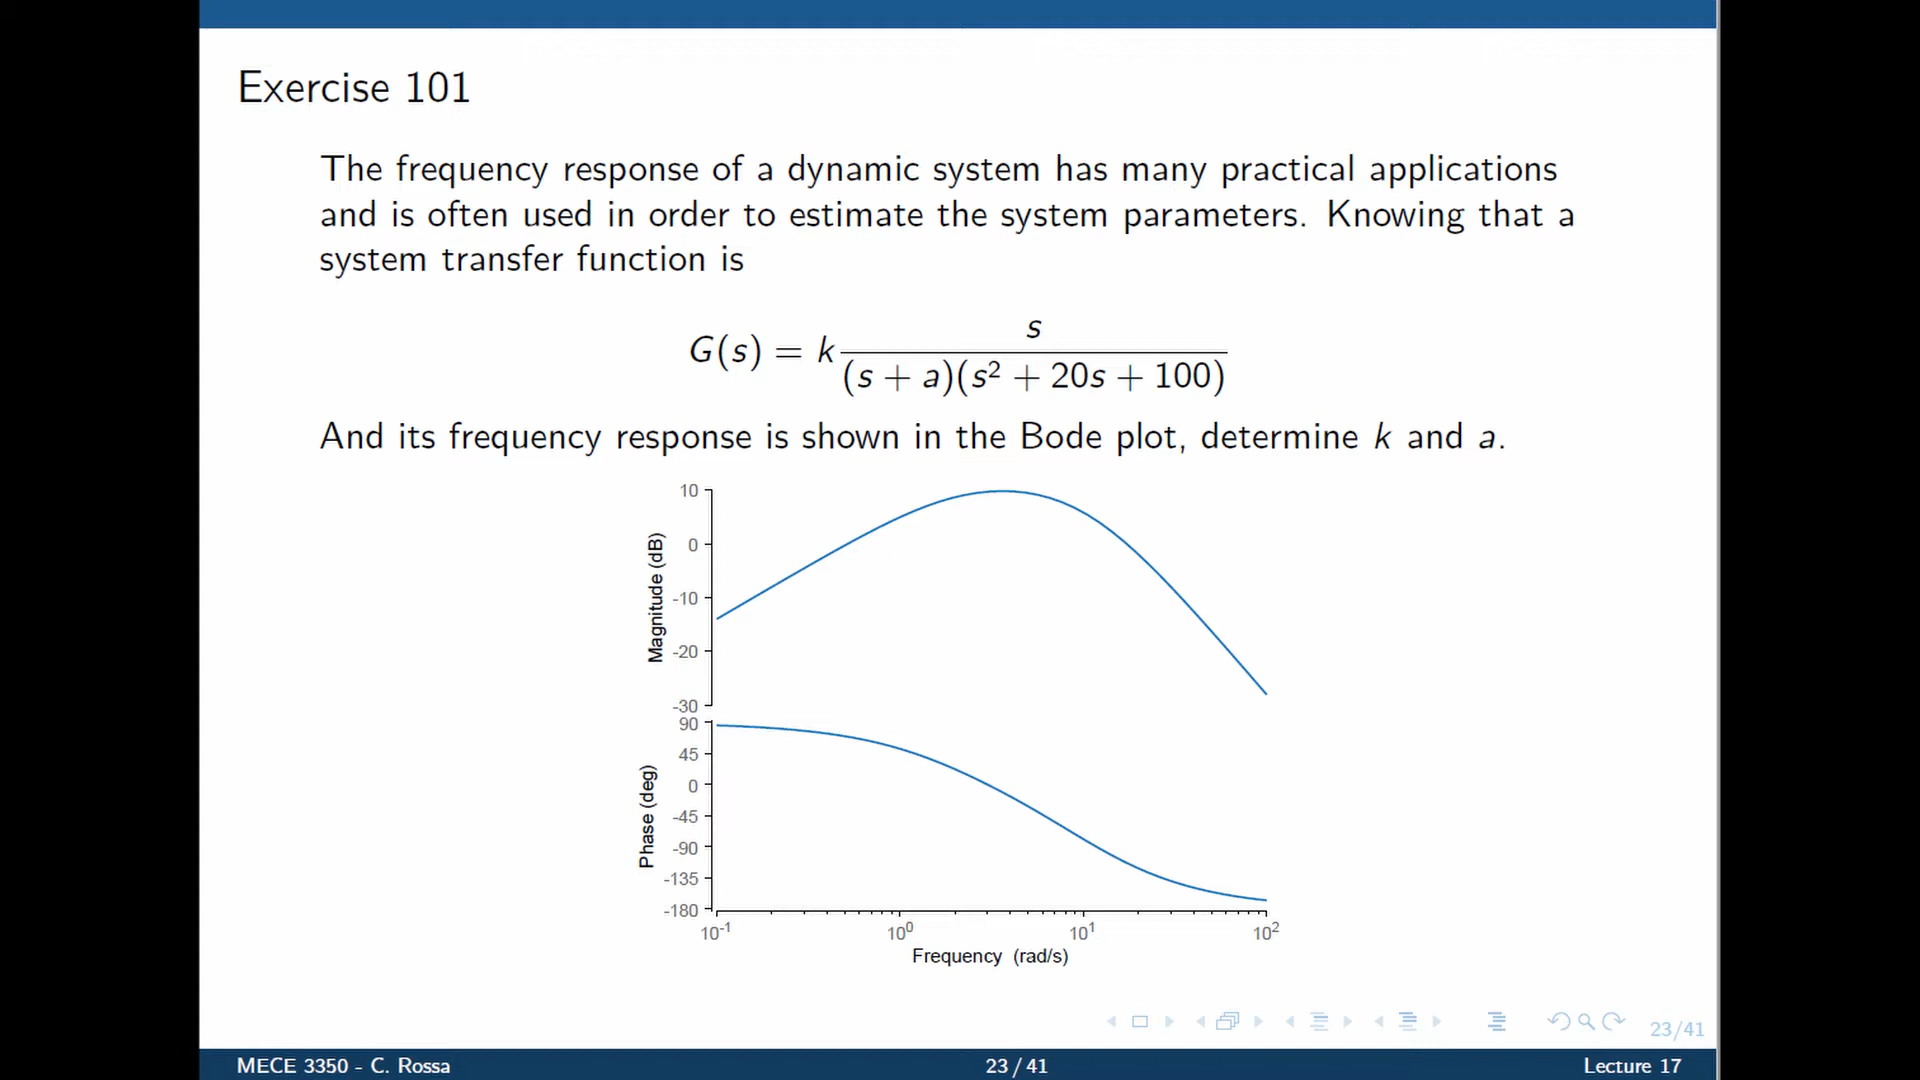 Exercise 101
The frequency response of a dynamic system has many practical applications
and is often used in order to estimate the system parameters. Knowing that a
system transfer function is
G(s) = k s / (s + a)(s² + 20s + 100)
And its frequency response is shown in the Bode plot, determine k and a.
10
0
-10
-20
-30
Magnitude (dB)
90
45
0
-45
-90
-135
-180
Phase (deg)
10⁻¹ 10⁰ 10¹ 10²
Frequency (rad/s)
23/41
MECE 3350 - C. Rossa 23 / 41 Lecture 17